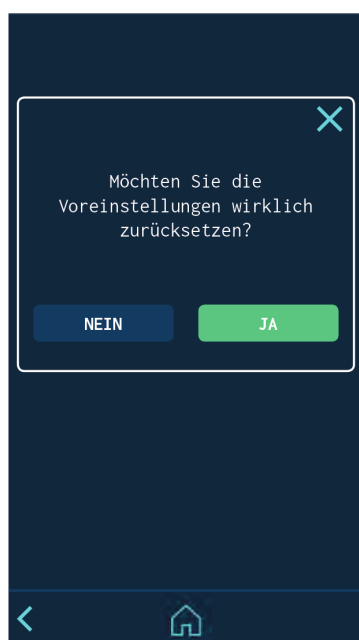 Möchten Sie die
Voreinstellungen wirklich
zurücksetzen?
NEIN
JA